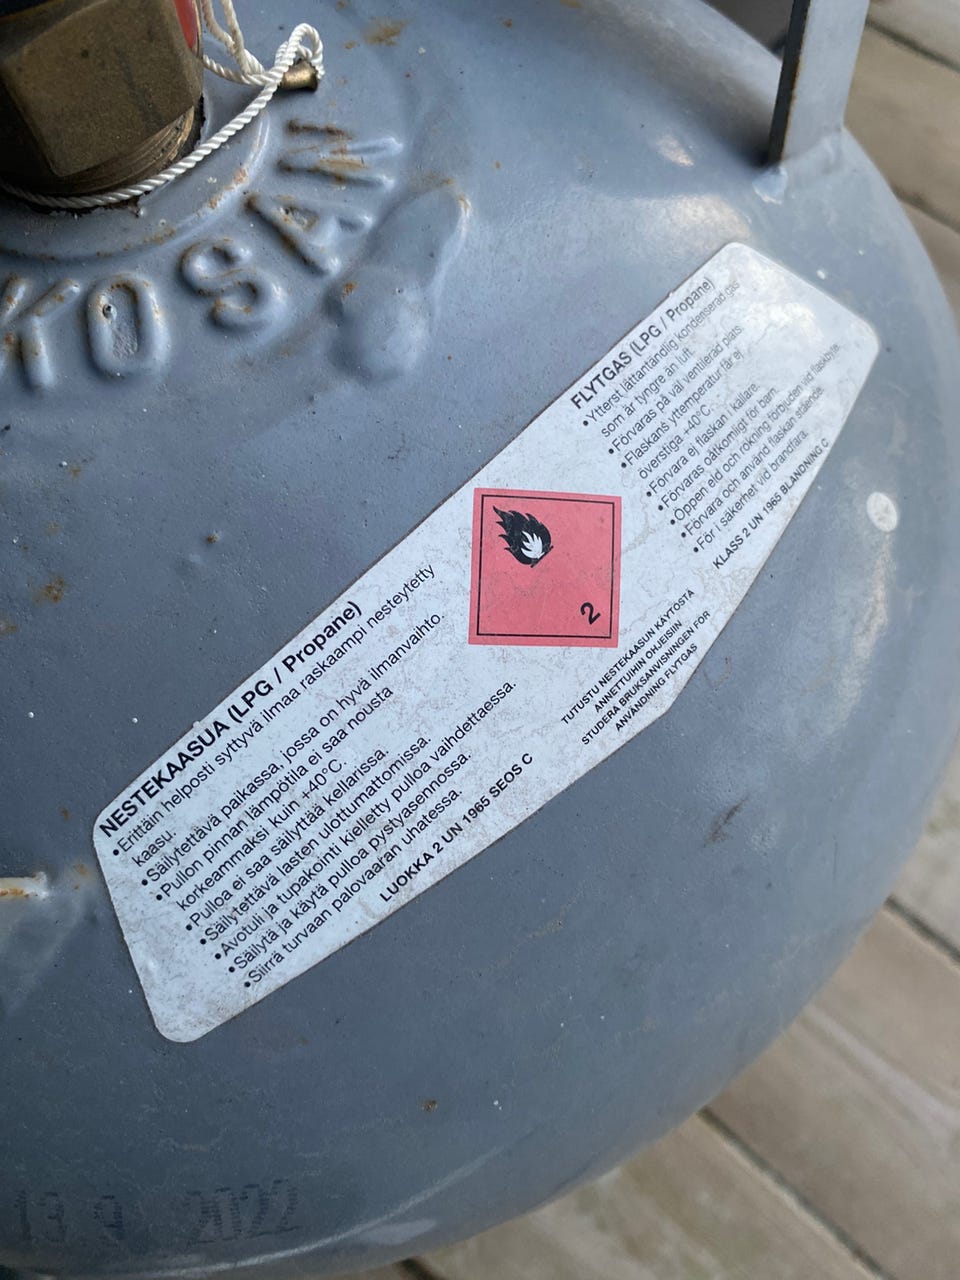 KOSAN
NESTEKAASUA (LPG / Propane)
•Erittäin helposti syttyvä ilmaa raskaampi nesteytetty
kaasu.
•Säilytettävä paikassa, jossa on hyvä ilmanvaihto.
•Pullon pinnan lämpötila ei saa nousta
korkeammaksi kuin +40°C.
•Pulloa ei saa säilyttää kellarissa.
•Säilytettävä lasten ulottumattomissa.
•Avotuli ja tupakointi kielletty pulloa vaihdettaessa.
•Säilytä ja käytä pulloa pystyasennossa.
•Siirrä turvaan palovaaran uhatessa.
LUOKKA 2 UN 1965 SEOS C
2
FLYTGAS (LPG / Propane)
•Ytterst lättantändlig kondenserad gas
som är tyngre än luft.
•Förvaras på väl ventilerad plats.
•Flaskans yttemperatur får ej
överstiga +40°C.
•Förvara ej flaskan i källare.
•Förvaras oåtkomligt för barn.
•Öppen eld och rökning förbjuden vid flaskbyte.
•Förvara och använd flaskan stående.
•För i säkerhet vid brandfara.
KLASS 2 UN 1965 BLANDNING C
TUTUSTU NESTEKAASUN KÄYTÖSTÄ
ANNETTUIHIN OHJEISIIN
STUDERA BRUKSANVISNINGEN FÖR
ANVÄNDNING FLYTGAS
13 9 2022